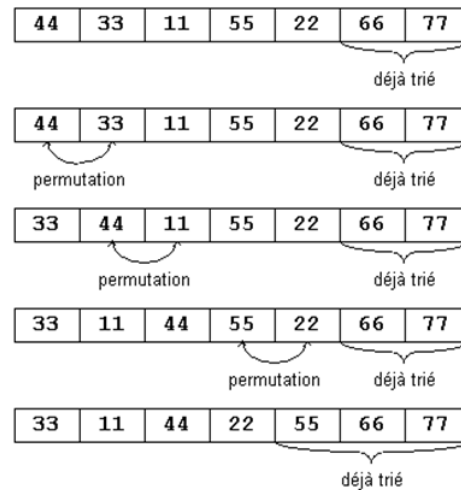 44 33 11 55 22 66 77
déjà trié
44 33 11 55 22 66 77
permutation déjà trié
33 44 11 55 22 66 77
permutation déjà trié
33 11 44 55 22 66 77
permutation déjà trié
33 11 44 22 55 66 77
déjà trié